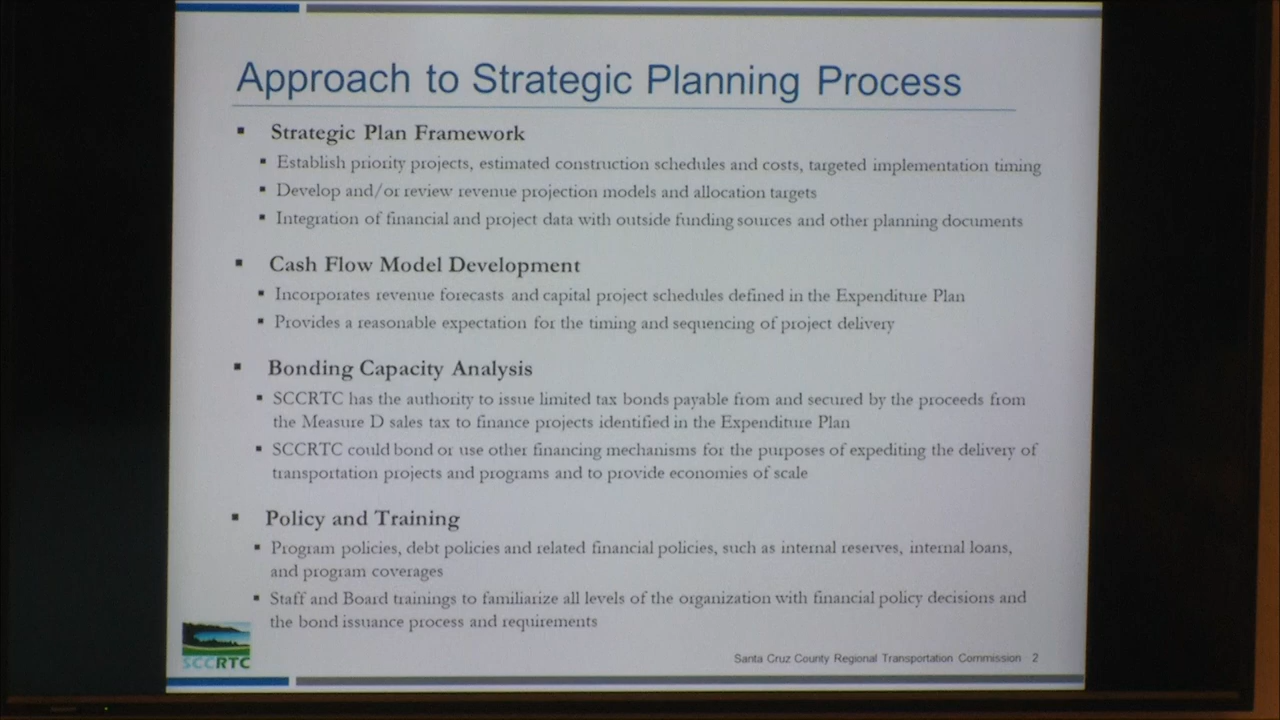 Approach to Strategic Planning Process
▪ Strategic Plan Framework
▪ Establish priority projects, estimated construction schedules and costs, targeted implementation timing
▪ Develop and/or review revenue projection models and allocation targets
▪ Integration of financial and project data with outside funding sources and other planning documents
▪ Cash Flow Model Development
▪ Incorporates revenue forecasts and capital project schedules defined in the Expenditure Plan
▪ Provides a reasonable expectation for the timing and sequencing of project delivery
▪ Bonding Capacity Analysis
▪ SCCRTC has the authority to issue limited tax bonds payable from and secured by the proceeds from
the Measure D sales tax to finance projects identified in the Expenditure Plan
▪ SCCRTC could bond or use other financing mechanisms for the purposes of expediting the delivery of
transportation projects and programs and to provide economies of scale
▪ Policy and Training
▪ Program policies, debt policies and related financial policies, such as internal reserves, internal loans,
and program coverages
▪ Staff and Board trainings to familiarize all levels of the organization with financial policy decisions and
the bond issuance process and requirements
SCCRTC
Santa Cruz County Regional Transportation Commission 2